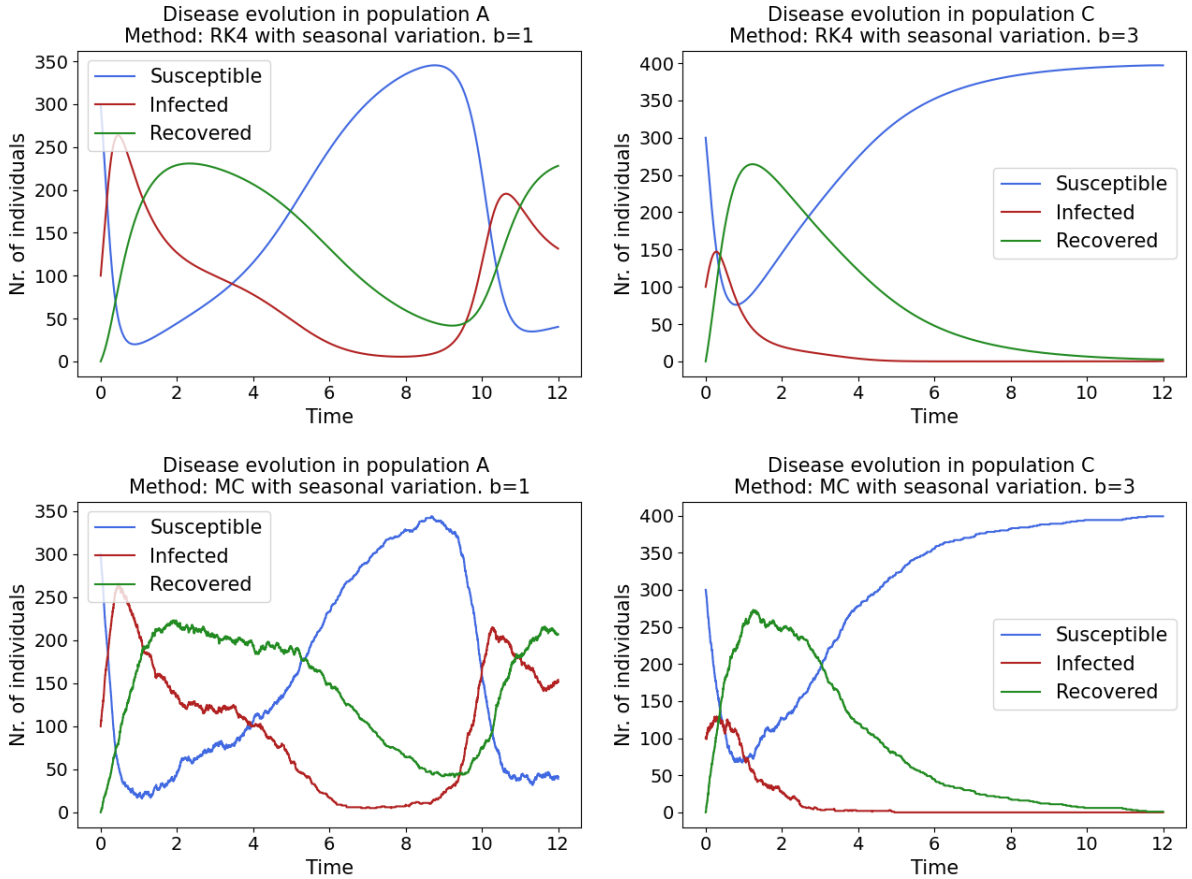 Disease evolution in population A
Method: RK4 with seasonal variation. b=1
Nr. of individuals
350
300
250
200
150
100
50
0
Susceptible
Infected
Recovered
0 2 4 6 8 10 12
Time
Disease evolution in population C
Method: RK4 with seasonal variation. b=3
Nr. of individuals
400
350
300
250
200
150
100
50
0
Susceptible
Infected
Recovered
0 2 4 6 8 10 12
Time
Disease evolution in population A
Method: MC with seasonal variation. b=1
Nr. of individuals
350
300
250
200
150
100
50
0
Susceptible
Infected
Recovered
0 2 4 6 8 10 12
Time
Disease evolution in population C
Method: MC with seasonal variation. b=3
Nr. of individuals
400
350
300
250
200
150
100
50
0
Susceptible
Infected
Recovered
0 2 4 6 8 10 12
Time